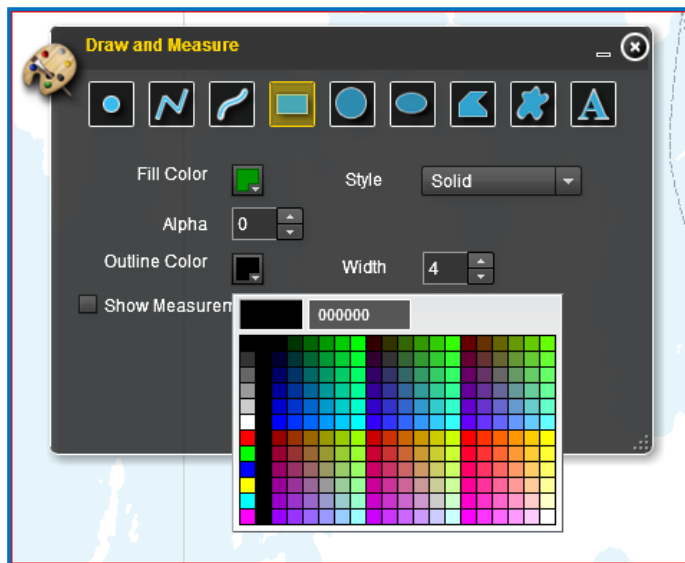 Draw and Measure
A
Fill Color Style Solid
Alpha 0
Outline Color Width 4
Show Measurem
000000